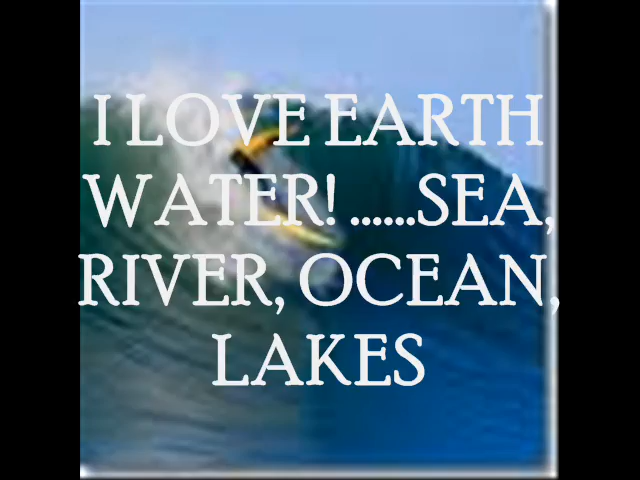 I LOVE EARTH
WATER! ......SEA,
RIVER, OCEAN,
LAKES